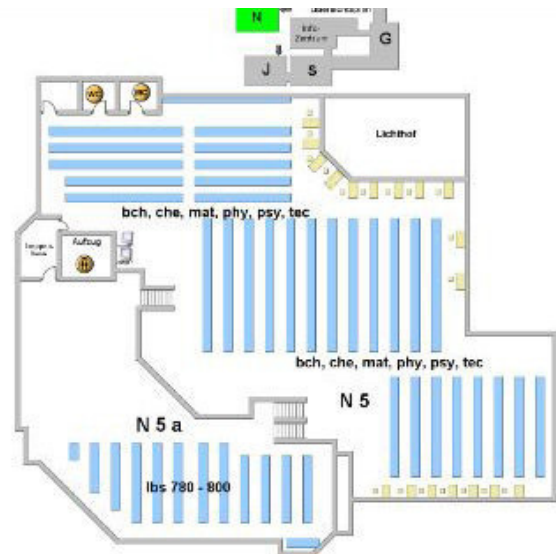 N
G
Info-
Zentrum
J
S
WC
WC
Lichthof
bch, che, mat, phy, psy, tec
Aufzug
bch, che, mat, phy, psy, tec
N 5
N 5 a
lbs 780 - 800